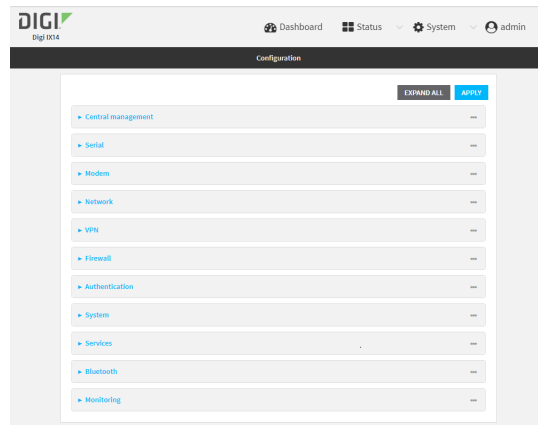 DIGI
Dashboard Status System admin
Digi IX14
Configuration
EXPAND ALL APPLY
Central management
Serial
Modem
Network
VPN
Firewall
Authentication
System
Services
Bluetooth
Monitoring